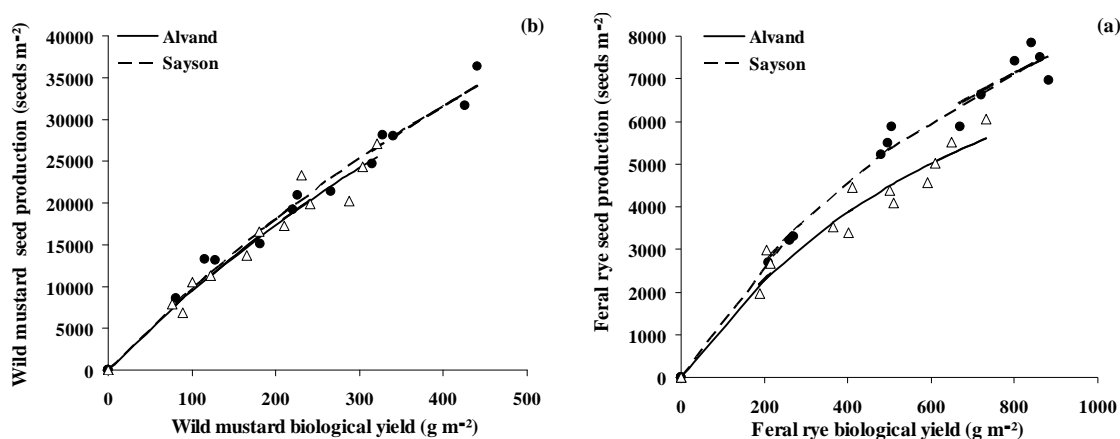 Wild mustard seed production (seeds m⁻²)
40000
35000
30000
25000
20000
15000
10000
5000
0
0 100 200 300 400 500
Wild mustard biological yield (g m⁻²)
Alvand
Sayson
(b)
Feral rye seed production (seeds m⁻²)
8000
7000
6000
5000
4000
3000
2000
1000
0
0 200 400 600 800 1000
Feral rye biological yield (g m⁻²)
Alvand
Sayson
(a)